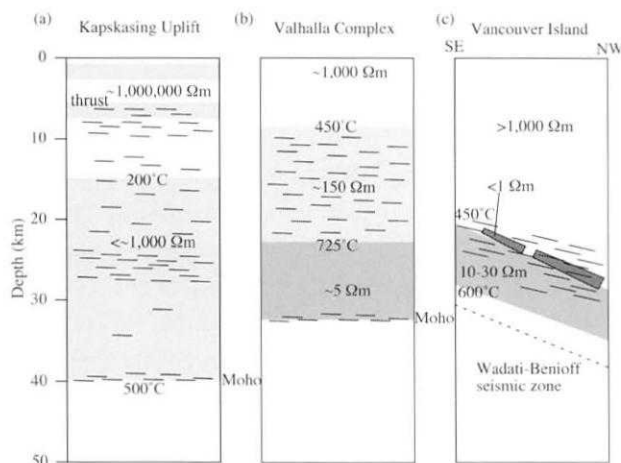 (a) Kapskasing Uplift
(b) Valhalla Complex
(c) Vancouver Island
SE NW
0
10
20
30
40
50
Depth (km)
~1,000,000 Ωm
thrust
200°C
<~1,000 Ωm
Moho
500°C
~1,000 Ωm
450°C
~150 Ωm
725°C
~5 Ωm
Moho
>1,000 Ωm
<1 Ωm
450°C
10-30 Ωm
600°C
Wadati-Benioff
seismic zone